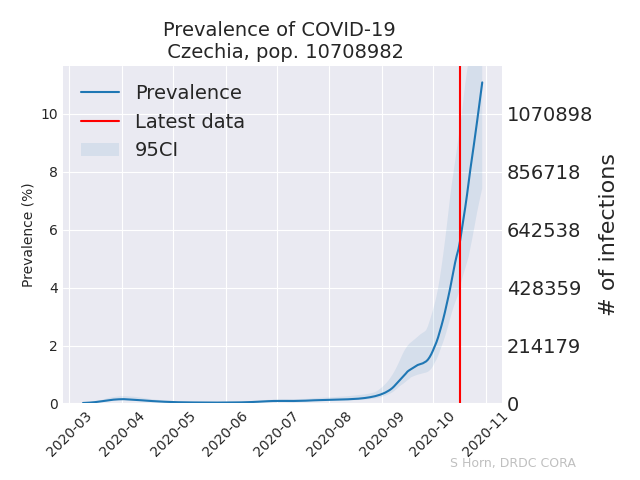 Prevalence of COVID-19
Czechia, pop. 10708982
Prevalence
Latest data
95CI
Prevalence (%)
10
8
6
4
2
0
1070898
856718
642538
428359
214179
0
# of infections
2020-03
2020-04
2020-05
2020-06
2020-07
2020-08
2020-09
2020-10
2020-11
S Horn, DRDC CORA